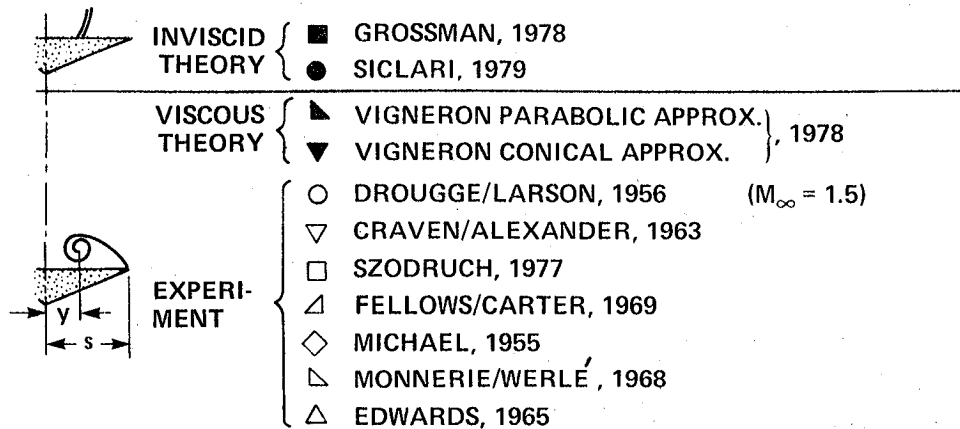 INVISCID THEORY
■ GROSSMAN, 1978
● SICLARI, 1979
VISCOUS THEORY
◣ VIGNERON PARABOLIC APPROX.
▼ VIGNERON CONICAL APPROX.
, 1978
EXPERI-
MENT
○ DROUGGE/LARSON, 1956 (M∞ = 1.5)
▽ CRAVEN/ALEXANDER, 1963
□ SZODRUCH, 1977
◿ FELLOWS/CARTER, 1969
◇ MICHAEL, 1955
◺ MONNERIE/WERLÉ, 1968
△ EDWARDS, 1965
y
s